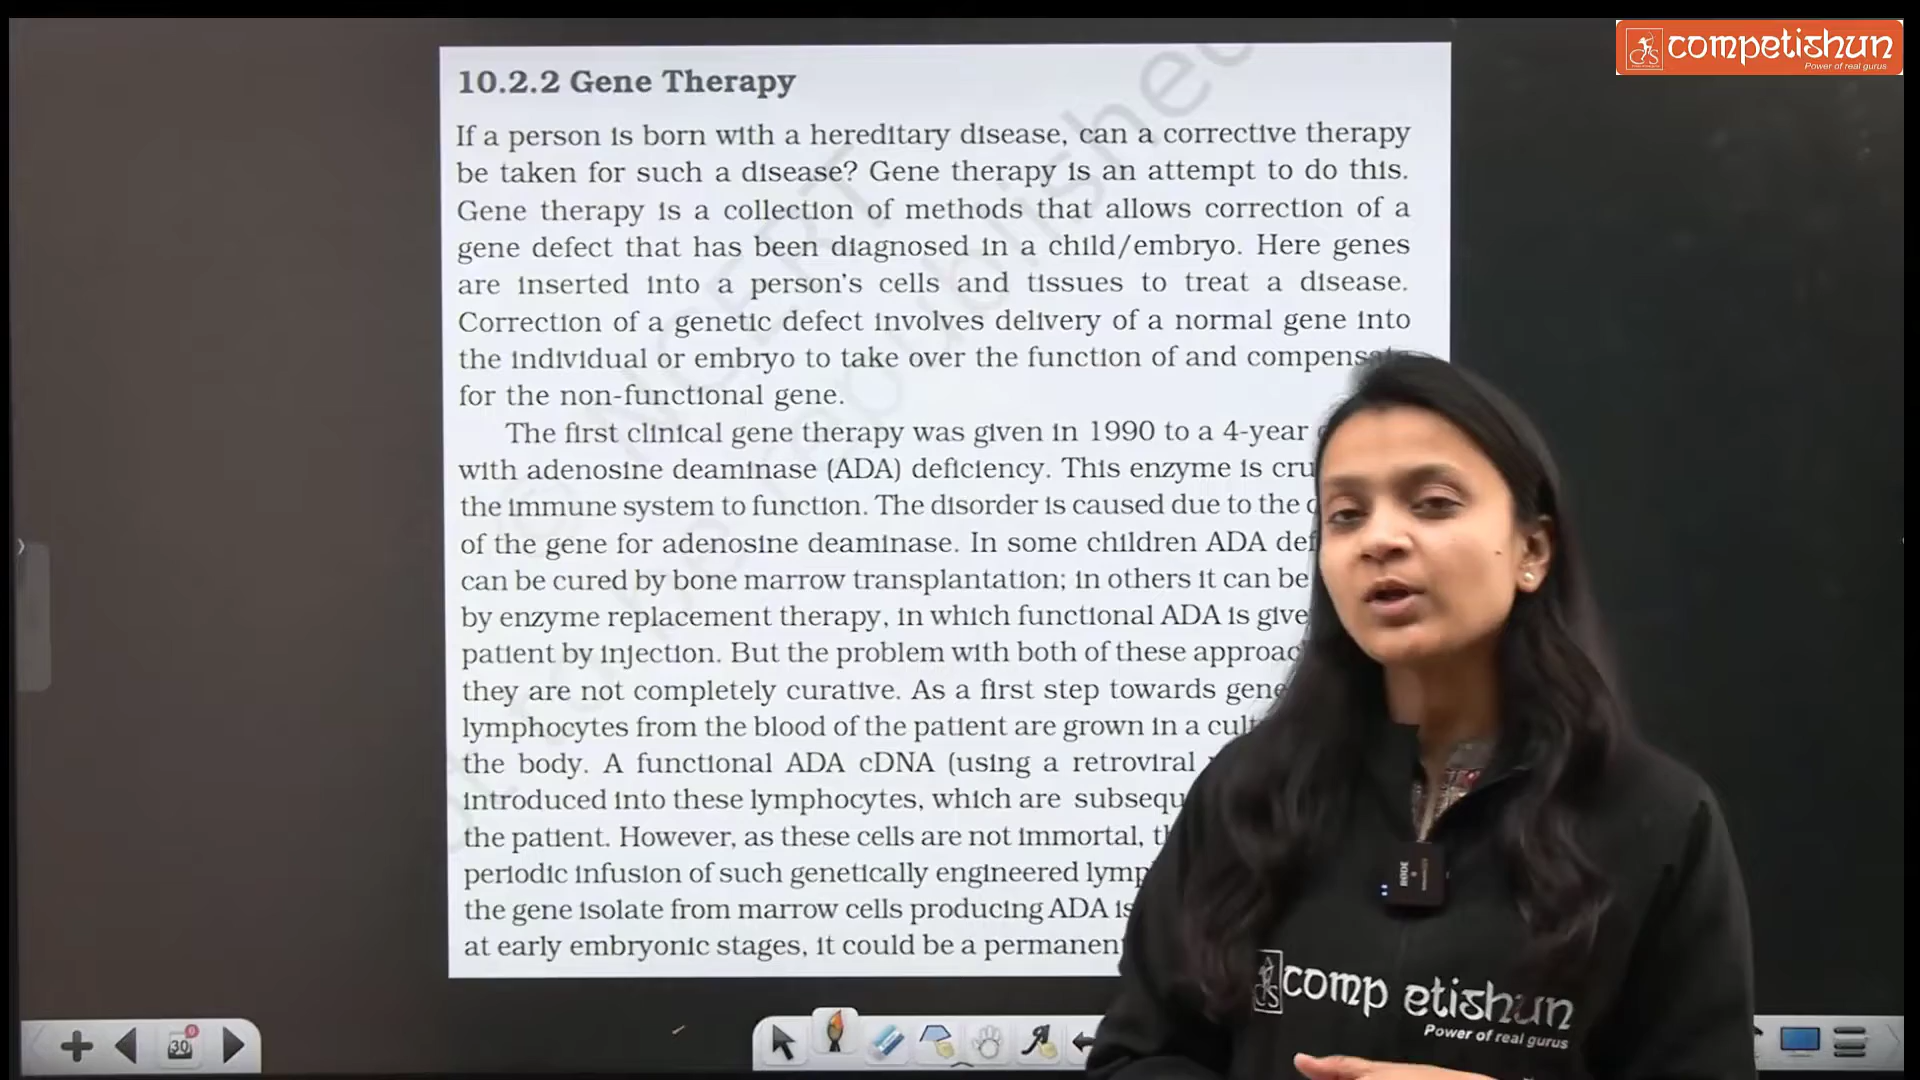 competishun
Power of real gurus
10.2.2 Gene Therapy
If a person is born with a hereditary disease, can a corrective therapy
be taken for such a disease? Gene therapy is an attempt to do this.
Gene therapy is a collection of methods that allows correction of a
gene defect that has been diagnosed in a child/embryo. Here genes
are inserted into a person's cells and tissues to treat a disease.
Correction of a genetic defect involves delivery of a normal gene into
the individual or embryo to take over the function of and compensate
for the non-functional gene.
The first clinical gene therapy was given in 1990 to a 4-year
with adenosine deaminase (ADA) deficiency. This enzyme is cru
the immune system to function. The disorder is caused due to the
of the gene for adenosine deaminase. In some children ADA def
can be cured by bone marrow transplantation; in others it can be
by enzyme replacement therapy, in which functional ADA is give
patient by injection. But the problem with both of these approac
they are not completely curative. As a first step towards gene
lymphocytes from the blood of the patient are grown in a cult
the body. A functional ADA cDNA (using a retroviral
introduced into these lymphocytes, which are subsequ
the patient. However, as these cells are not immortal, th
periodic infusion of such genetically engineered lymp
the gene isolate from marrow cells producing ADA is
at early embryonic stages, it could be a permanen
© NCERT
not to be republished
RODE
comp etishun
Power of real gurus
30
0